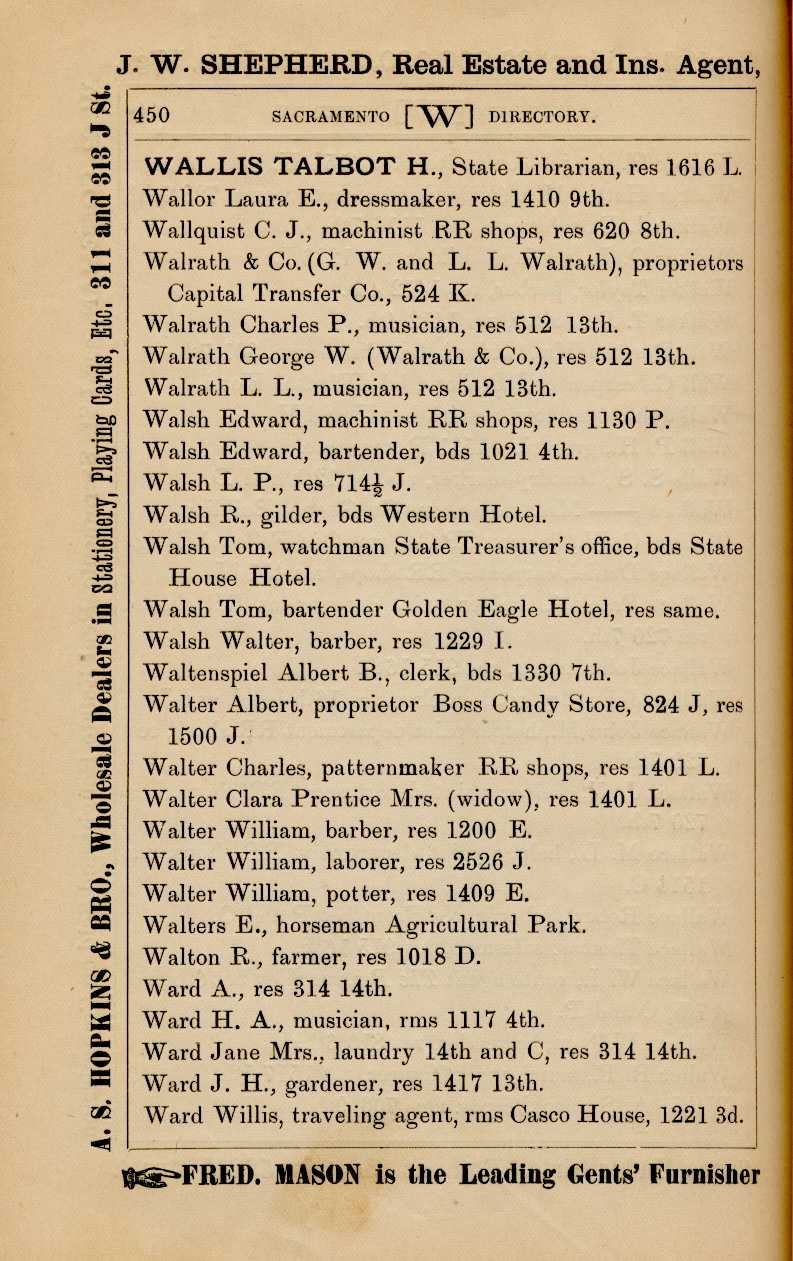 J. W. SHEPHERD, Real Estate and Ins. Agent,
450 SACRAMENTO [W] DIRECTORY.
WALLIS TALBOT H., State Librarian, res 1616 L.
Wallor Laura E., dressmaker, res 1410 9th.
Wallquist C. J., machinist RR shops, res 620 8th.
Walrath & Co. (G. W. and L. L. Walrath), proprietors
Capital Transfer Co., 524 K.
Walrath Charles P., musician, res 512 13th.
Walrath George W. (Walrath & Co.), res 512 13th.
Walrath L. L., musician, res 512 13th.
Walsh Edward, machinist RR shops, res 1130 P.
Walsh Edward, bartender, bds 1021 4th.
Walsh L. P., res 714½ J.
Walsh R., gilder, bds Western Hotel.
Walsh Tom, watchman State Treasurer's office, bds State
House Hotel.
Walsh Tom, bartender Golden Eagle Hotel, res same.
Walsh Walter, barber, res 1229 I.
Waltenspiel Albert B., clerk, bds 1330 7th.
Walter Albert, proprietor Boss Candy Store, 824 J, res
1500 J.
Walter Charles, patternmaker RR shops, res 1401 L.
Walter Clara Prentice Mrs. (widow), res 1401 L.
Walter William, barber, res 1200 E.
Walter William, laborer, res 2526 J.
Walter William, potter, res 1409 E.
Walters E., horseman Agricultural Park.
Walton R., farmer, res 1018 D.
Ward A., res 314 14th.
Ward H. A., musician, rms 1117 4th.
Ward Jane Mrs., laundry 14th and C, res 314 14th.
Ward J. H., gardener, res 1417 13th.
Ward Willis, traveling agent, rms Casco House, 1221 3d.
FRED. MASON is the Leading Gents' Furnisher
A. S. HOPKINS & BRO., Wholesale Dealers in Stationery, Playing Cards, Etc. 311 and 313 J St.